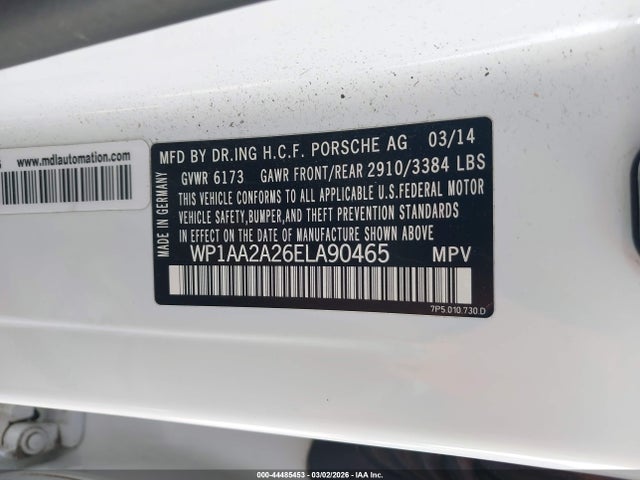 www.mdlautomation.com
MADE IN GERMANY
MFD BY DR.ING H.C.F. PORSCHE AG 03/14
GVWR 6173 GAWR FRONT/REAR 2910/3384 LBS
THIS VEHICLE CONFORMS TO ALL APPLICABLE U.S.FEDERAL MOTOR
VEHICLE SAFETY,BUMPER,AND THEFT PREVENTION STANDARDS
IN EFFECT ON THE DATE OF MANUFACTURE SHOWN ABOVE
WP1AA2A26ELA90465 MPV
7P5.010.730.D
000-44485453 | 03/02/2026 | IAA Inc.